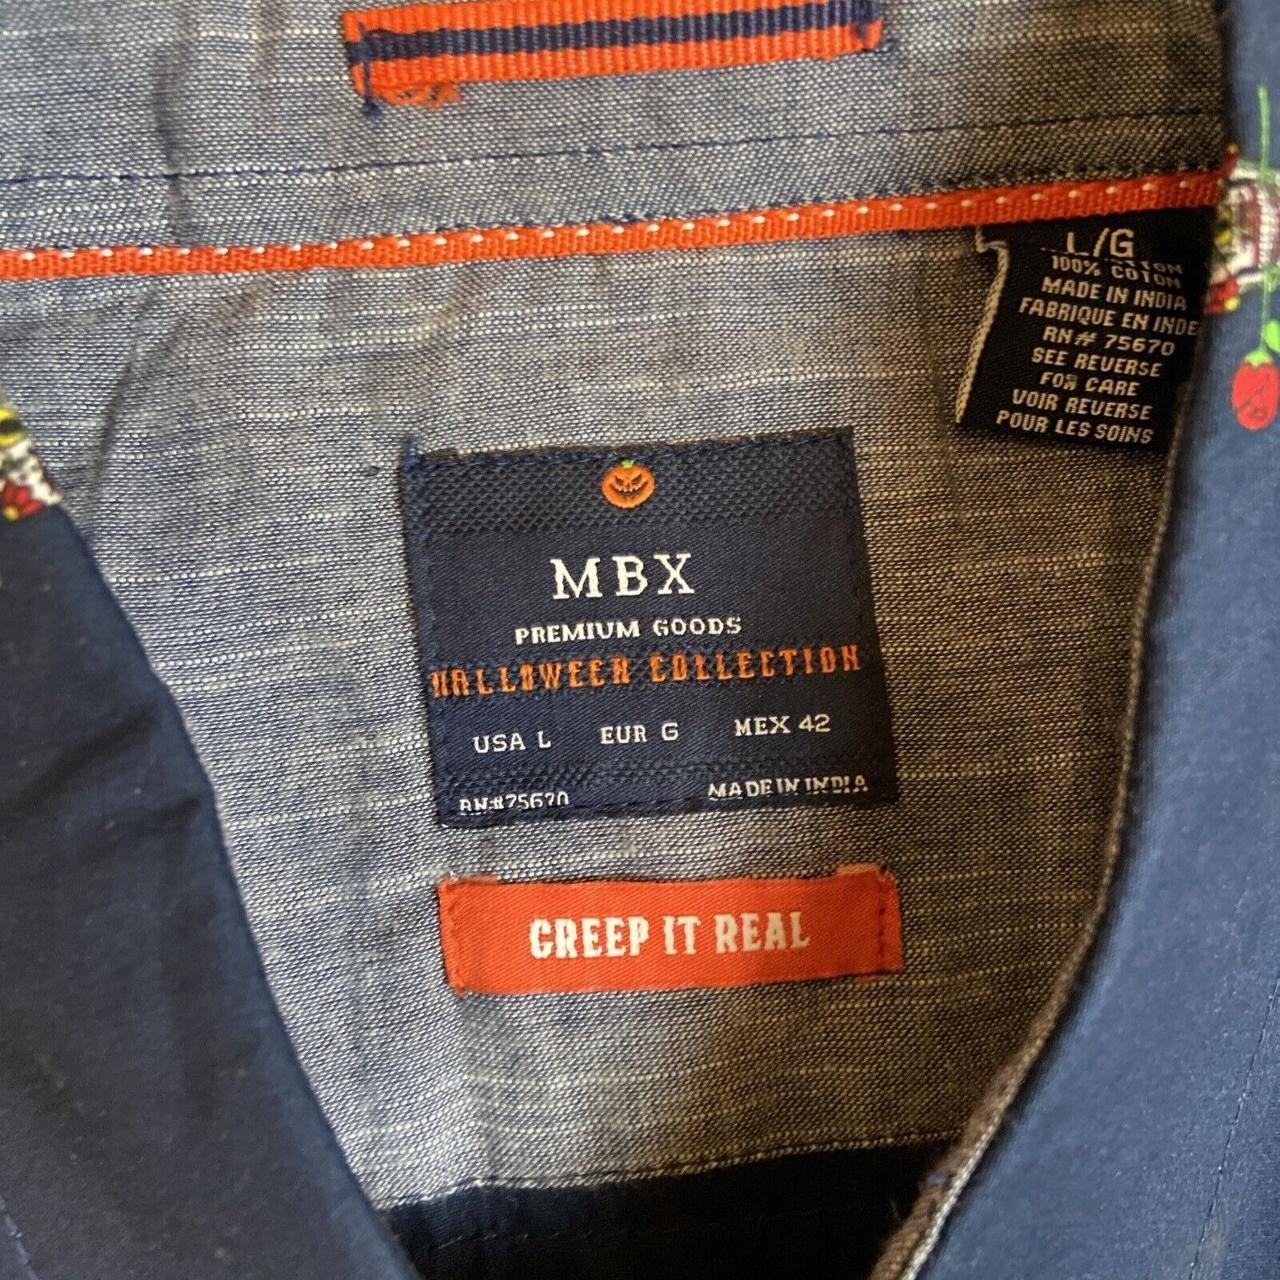 L/G
100% COTON
MADE IN INDIA
FABRIQUE EN INDE
RN# 75670
SEE REVERSE
FOR CARE
VOIR REVERSE
POUR LES SOINS
MBX
PREMIUM GOODS
HALLOWEEN COLLECTION
USA L EUR G MEX 42
RN#75670 MADE IN INDIA
CREEP IT REAL